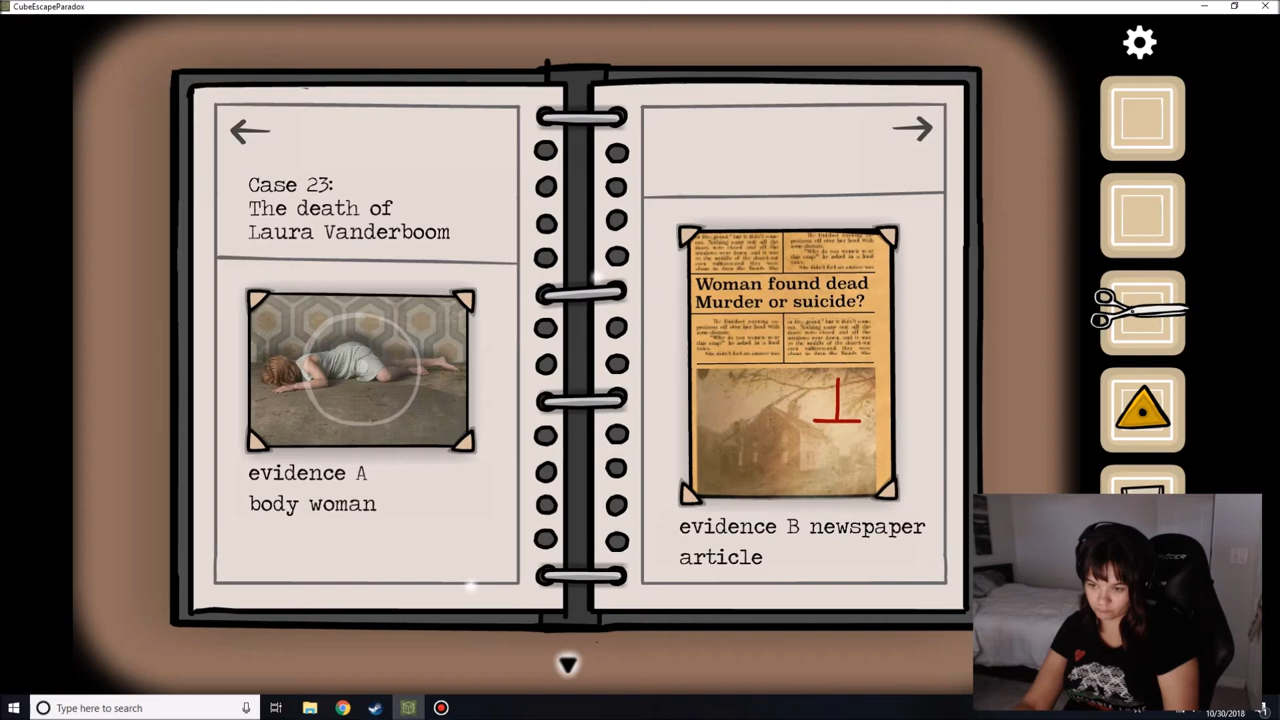 CubeEscapeParadox
Case 23:
The death of
Laura Vanderboom
evidence A
body woman
Woman found dead
Murder or suicide?
evidence B newspaper
article
Type here to search
10/30/2018